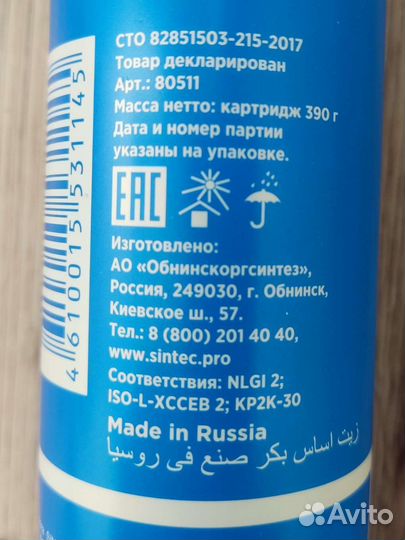 СТО 82851503-215-2017
Товар декларирован
Арт.: 80511
Масса нетто: картридж 390 г
Дата и номер партии
указаны на упаковке.
EAC
Изготовлено:
АО «Обнинскоргсинтез»,
Россия, 249030, г. Обнинск,
Киевское ш., 57.
Тел.: 8 (800) 201 40 40,
www.sintec.pro
Соответствия: NLGI 2;
ISO-L-XCCEB 2; KP2K-30
Made in Russia
زيت اساس بكر صنع في روسيا
4610015531145
Avito